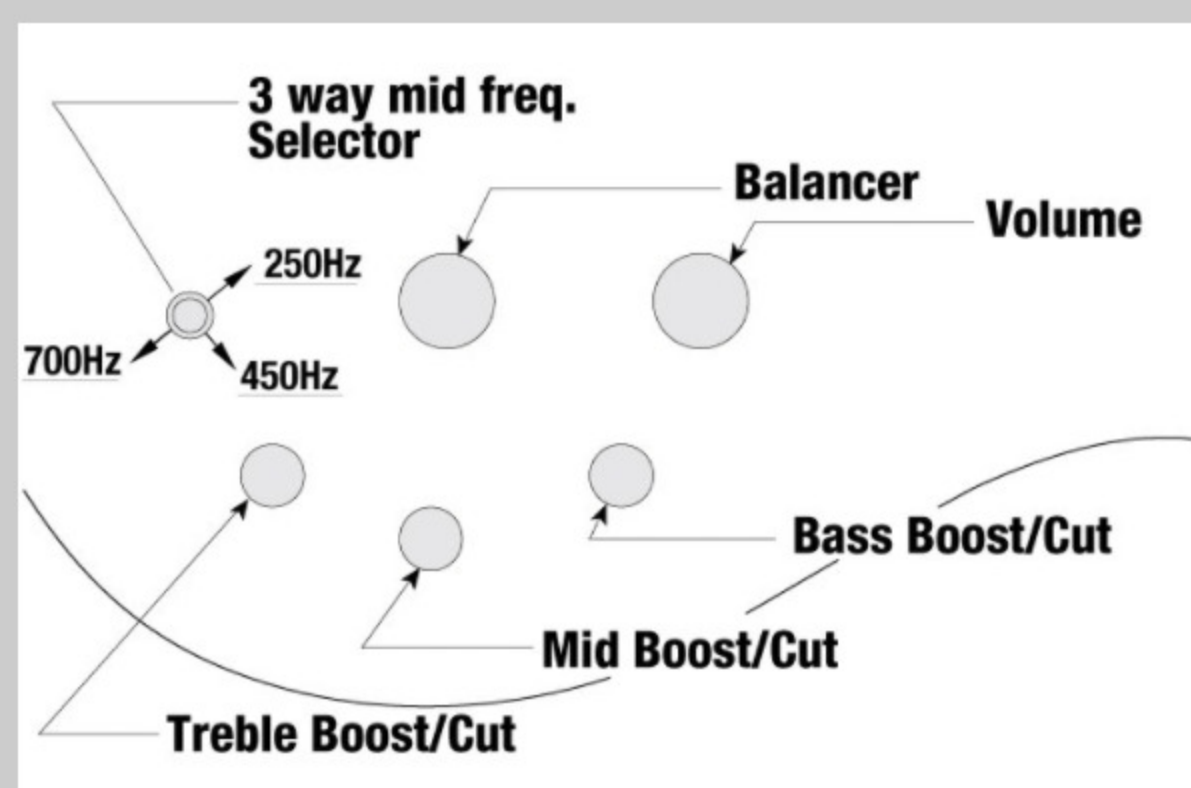 3 way mid freq.
Selector
Balancer
Volume
250Hz
700Hz
450Hz
Bass Boost/Cut
Mid Boost/Cut
Treble Boost/Cut